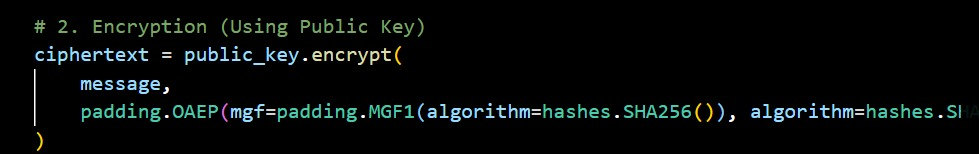 # 2. Encryption (Using Public Key)
ciphertext = public_key.encrypt(
    message,
    padding.OAEP(mgf=padding.MGF1(algorithm=hashes.SHA256()), algorithm=hashes.SH
)